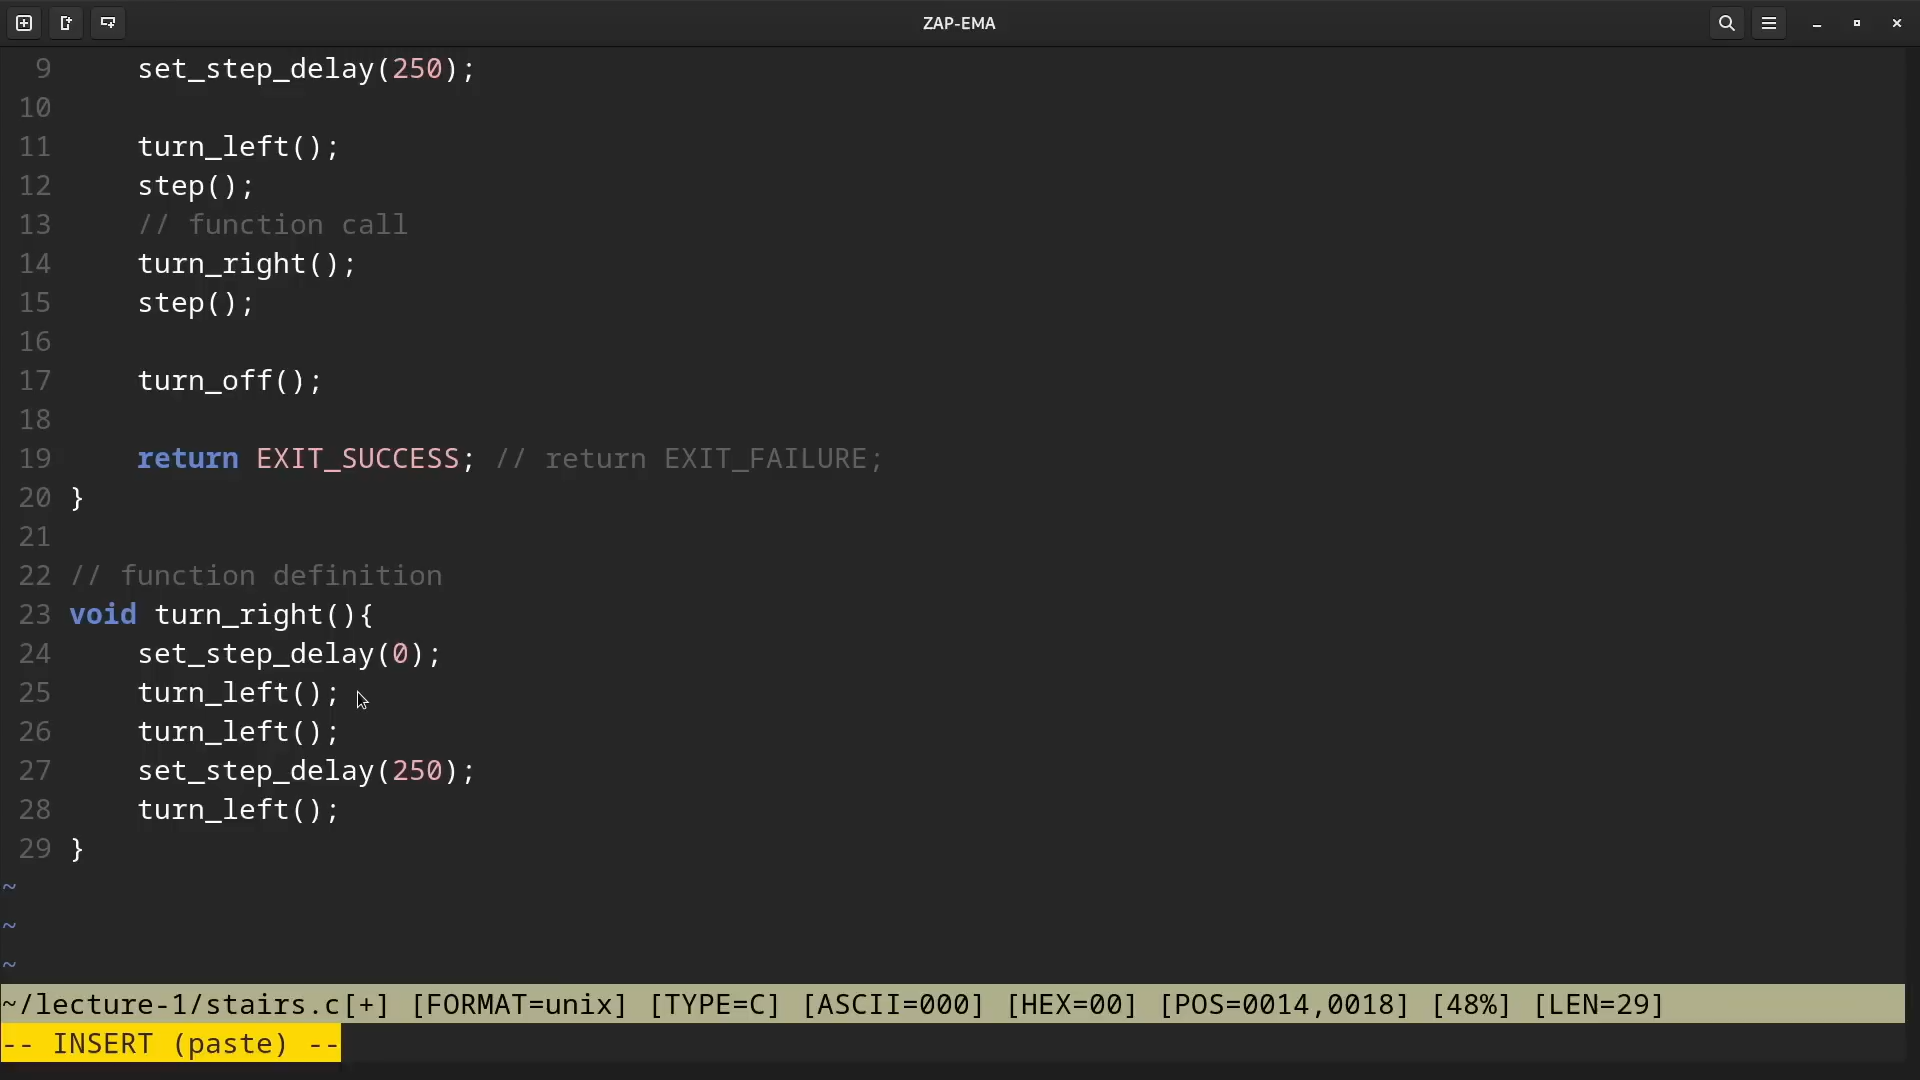 ZAP-EMA
9     set_step_delay(250);
10
11     turn_left();
12     step();
13     // function call
14     turn_right();
15     step();
16
17     turn_off();
18
19     return EXIT_SUCCESS; // return EXIT_FAILURE;
20 }
21
22 // function definition
23 void turn_right(){
24     set_step_delay(0);
25     turn_left();
26     turn_left();
27     set_step_delay(250);
28     turn_left();
29 }
~
~
~
~/lecture-1/stairs.c[+] [FORMAT=unix] [TYPE=C] [ASCII=000] [HEX=00] [POS=0014,0018] [48%] [LEN=29]
-- INSERT (paste) --